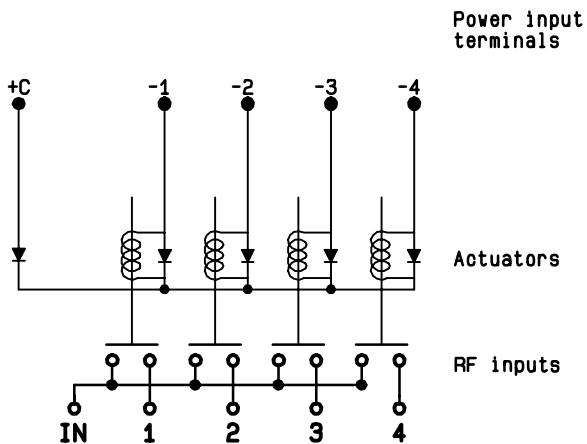 Power input
terminals
+C -1 -2 -3 -4
Actuators
RF inputs
IN 1 2 3 4